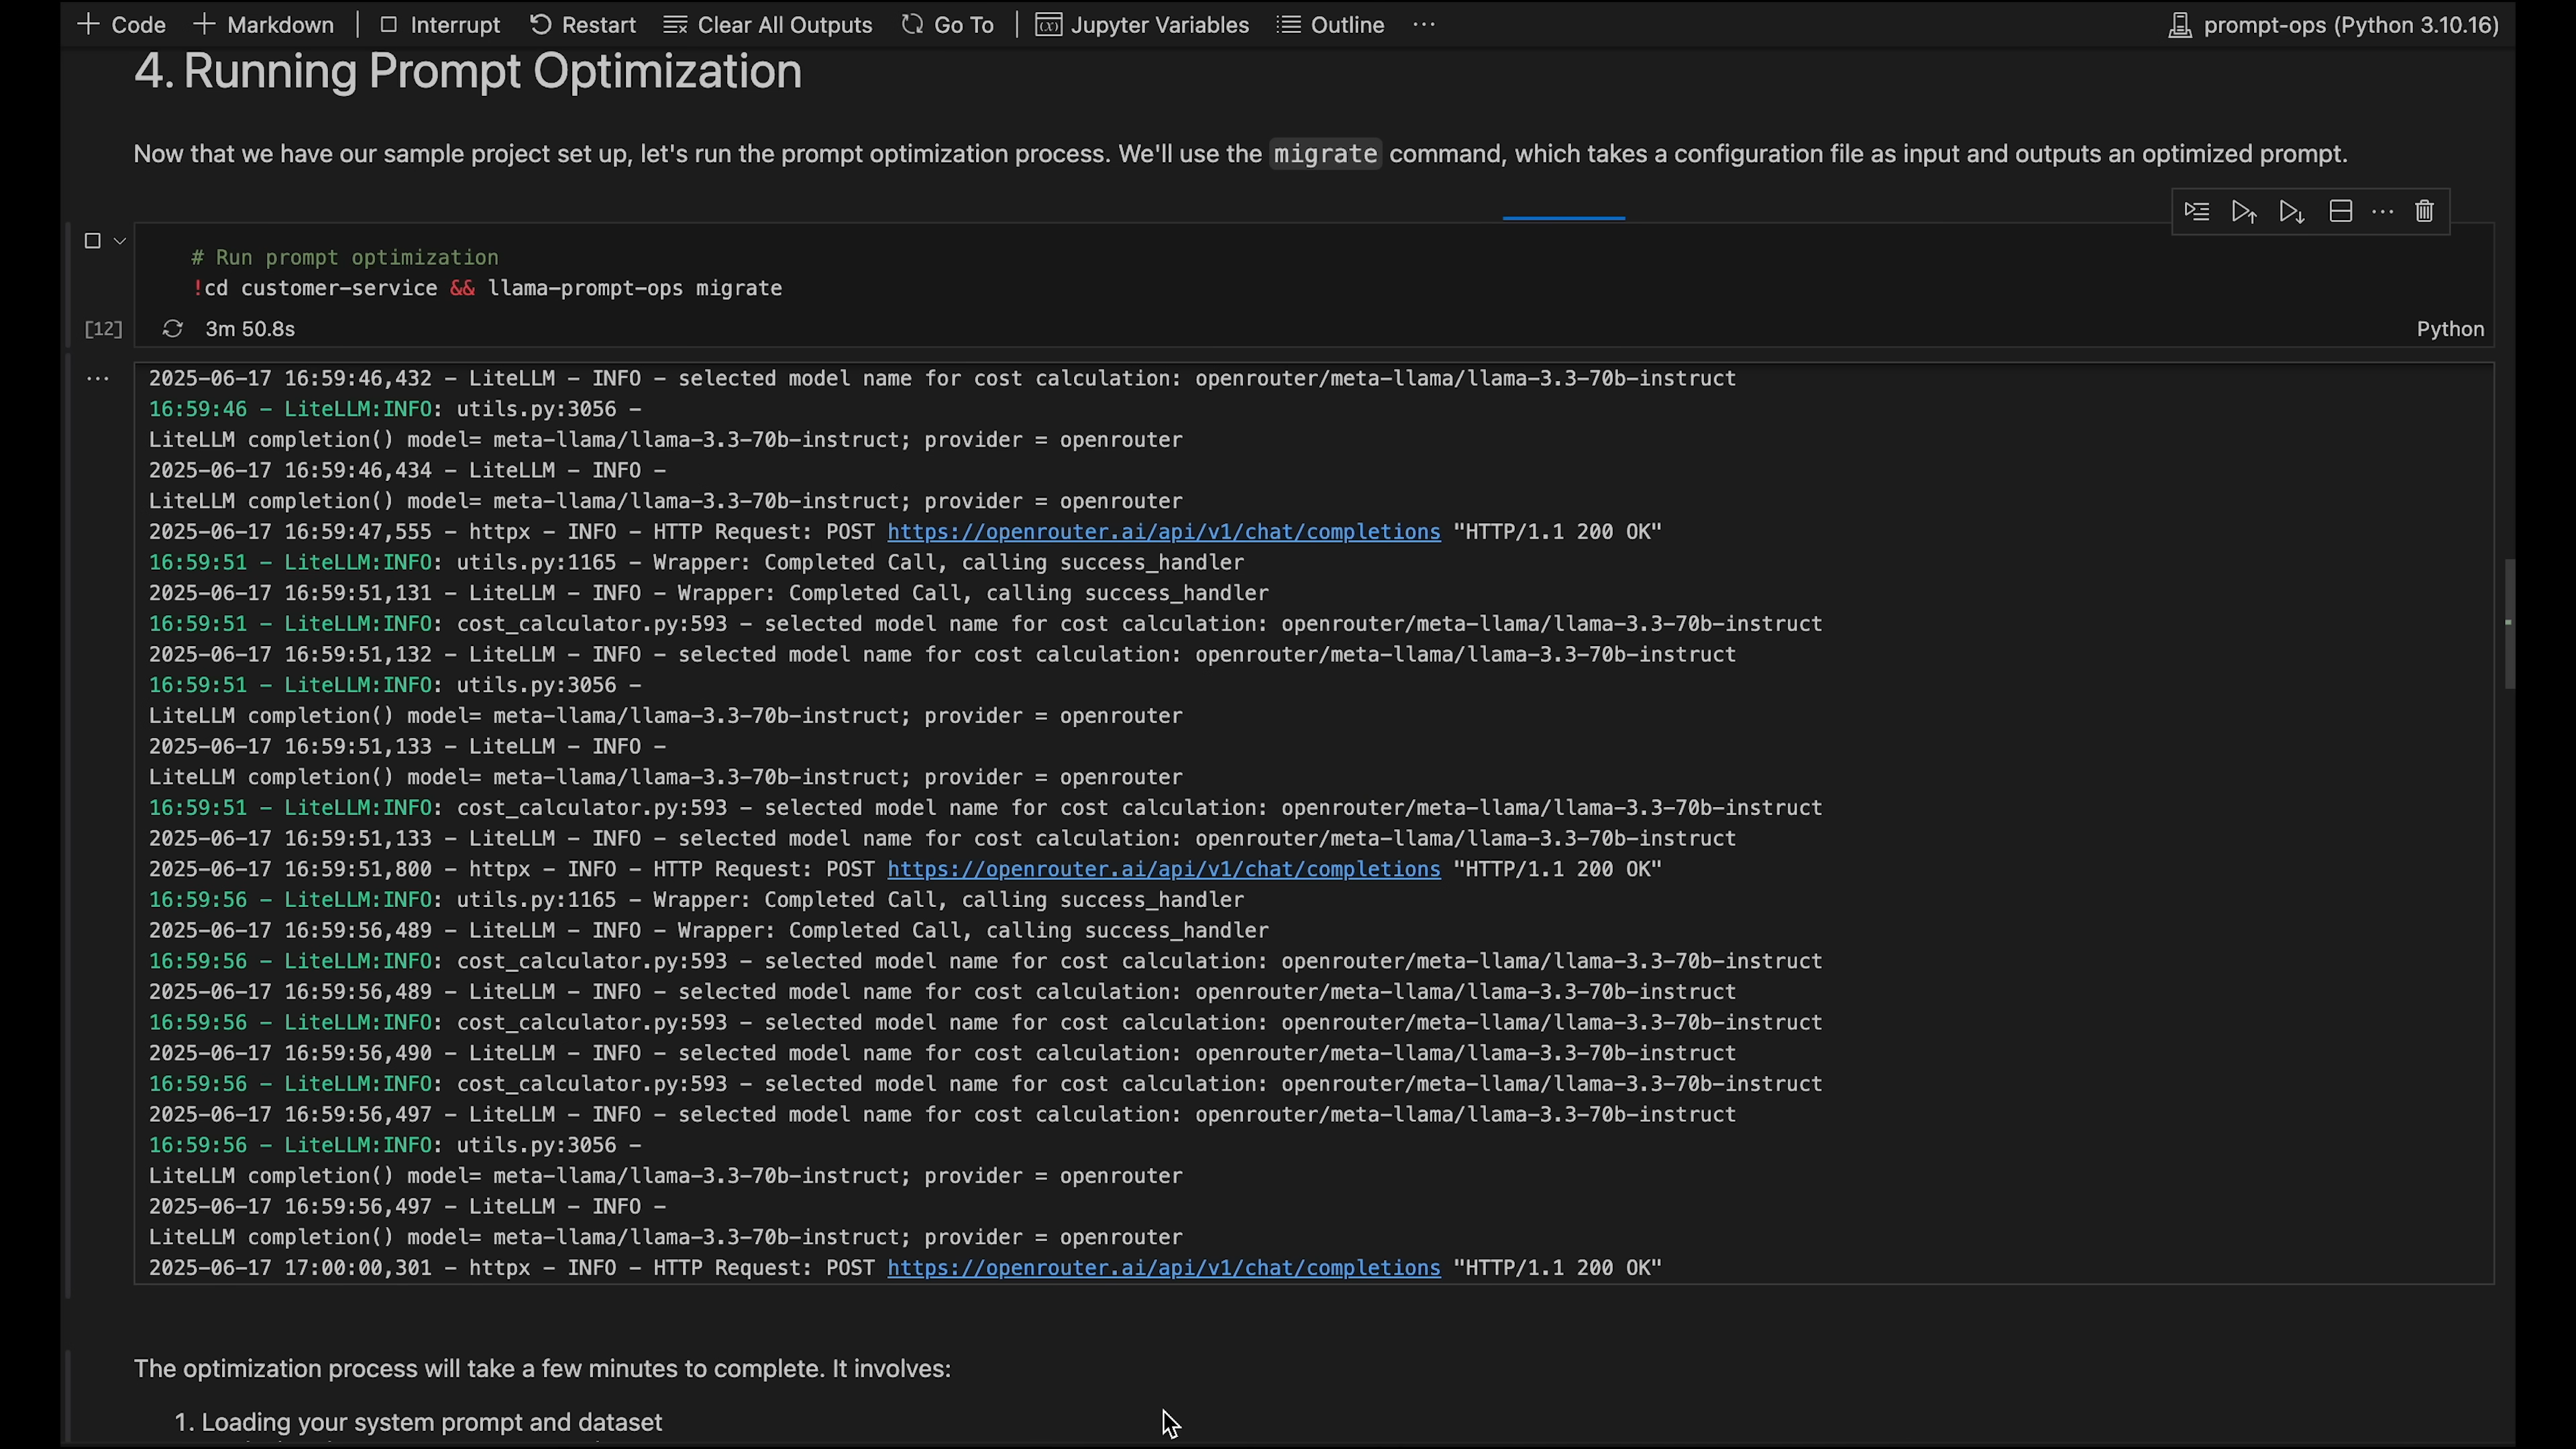 Code Markdown Interrupt Restart Clear All Outputs Go To Jupyter Variables Outline ··· prompt-ops (Python 3.10.16)
4. Running Prompt Optimization
Now that we have our sample project set up, let's run the prompt optimization process. We'll use the migrate command, which takes a configuration file as input and outputs an optimized prompt.
# Run prompt optimization
!cd customer-service && llama-prompt-ops migrate
[12] 3m 50.8s Python
2025-06-17 16:59:46,432 - LiteLLM - INFO - selected model name for cost calculation: openrouter/meta-llama/llama-3.3-70b-instruct
16:59:46 - LiteLLM:INFO: utils.py:3056 -
LiteLLM completion() model= meta-llama/llama-3.3-70b-instruct; provider = openrouter
2025-06-17 16:59:46,434 - LiteLLM - INFO -
LiteLLM completion() model= meta-llama/llama-3.3-70b-instruct; provider = openrouter
2025-06-17 16:59:47,555 - httpx - INFO - HTTP Request: POST https://openrouter.ai/api/v1/chat/completions "HTTP/1.1 200 OK"
16:59:51 - LiteLLM:INFO: utils.py:1165 - Wrapper: Completed Call, calling success_handler
2025-06-17 16:59:51,131 - LiteLLM - INFO - Wrapper: Completed Call, calling success_handler
16:59:51 - LiteLLM:INFO: cost_calculator.py:593 - selected model name for cost calculation: openrouter/meta-llama/llama-3.3-70b-instruct
2025-06-17 16:59:51,132 - LiteLLM - INFO - selected model name for cost calculation: openrouter/meta-llama/llama-3.3-70b-instruct
16:59:51 - LiteLLM:INFO: utils.py:3056 -
LiteLLM completion() model= meta-llama/llama-3.3-70b-instruct; provider = openrouter
2025-06-17 16:59:51,133 - LiteLLM - INFO -
LiteLLM completion() model= meta-llama/llama-3.3-70b-instruct; provider = openrouter
16:59:51 - LiteLLM:INFO: cost_calculator.py:593 - selected model name for cost calculation: openrouter/meta-llama/llama-3.3-70b-instruct
2025-06-17 16:59:51,133 - LiteLLM - INFO - selected model name for cost calculation: openrouter/meta-llama/llama-3.3-70b-instruct
2025-06-17 16:59:51,800 - httpx - INFO - HTTP Request: POST https://openrouter.ai/api/v1/chat/completions "HTTP/1.1 200 OK"
16:59:56 - LiteLLM:INFO: utils.py:1165 - Wrapper: Completed Call, calling success_handler
2025-06-17 16:59:56,489 - LiteLLM - INFO - Wrapper: Completed Call, calling success_handler
16:59:56 - LiteLLM:INFO: cost_calculator.py:593 - selected model name for cost calculation: openrouter/meta-llama/llama-3.3-70b-instruct
2025-06-17 16:59:56,489 - LiteLLM - INFO - selected model name for cost calculation: openrouter/meta-llama/llama-3.3-70b-instruct
16:59:56 - LiteLLM:INFO: cost_calculator.py:593 - selected model name for cost calculation: openrouter/meta-llama/llama-3.3-70b-instruct
2025-06-17 16:59:56,490 - LiteLLM - INFO - selected model name for cost calculation: openrouter/meta-llama/llama-3.3-70b-instruct
16:59:56 - LiteLLM:INFO: cost_calculator.py:593 - selected model name for cost calculation: openrouter/meta-llama/llama-3.3-70b-instruct
2025-06-17 16:59:56,497 - LiteLLM - INFO - selected model name for cost calculation: openrouter/meta-llama/llama-3.3-70b-instruct
16:59:56 - LiteLLM:INFO: utils.py:3056 -
LiteLLM completion() model= meta-llama/llama-3.3-70b-instruct; provider = openrouter
2025-06-17 16:59:56,497 - LiteLLM - INFO -
LiteLLM completion() model= meta-llama/llama-3.3-70b-instruct; provider = openrouter
2025-06-17 17:00:00,301 - httpx - INFO - HTTP Request: POST https://openrouter.ai/api/v1/chat/completions "HTTP/1.1 200 OK"
The optimization process will take a few minutes to complete. It involves:
1. Loading your system prompt and dataset